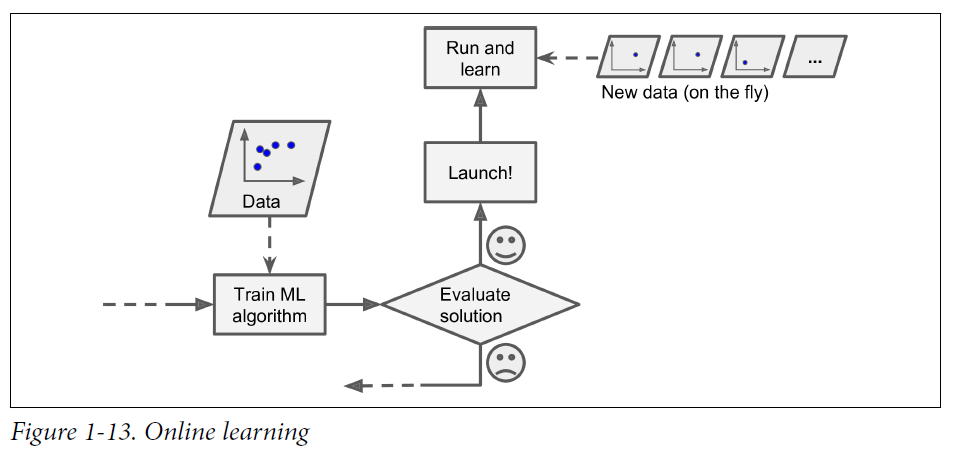 Run and
learn
...
New data (on the fly)
Launch!
Data
Train ML
algorithm
Evaluate
solution
Figure 1-13. Online learning